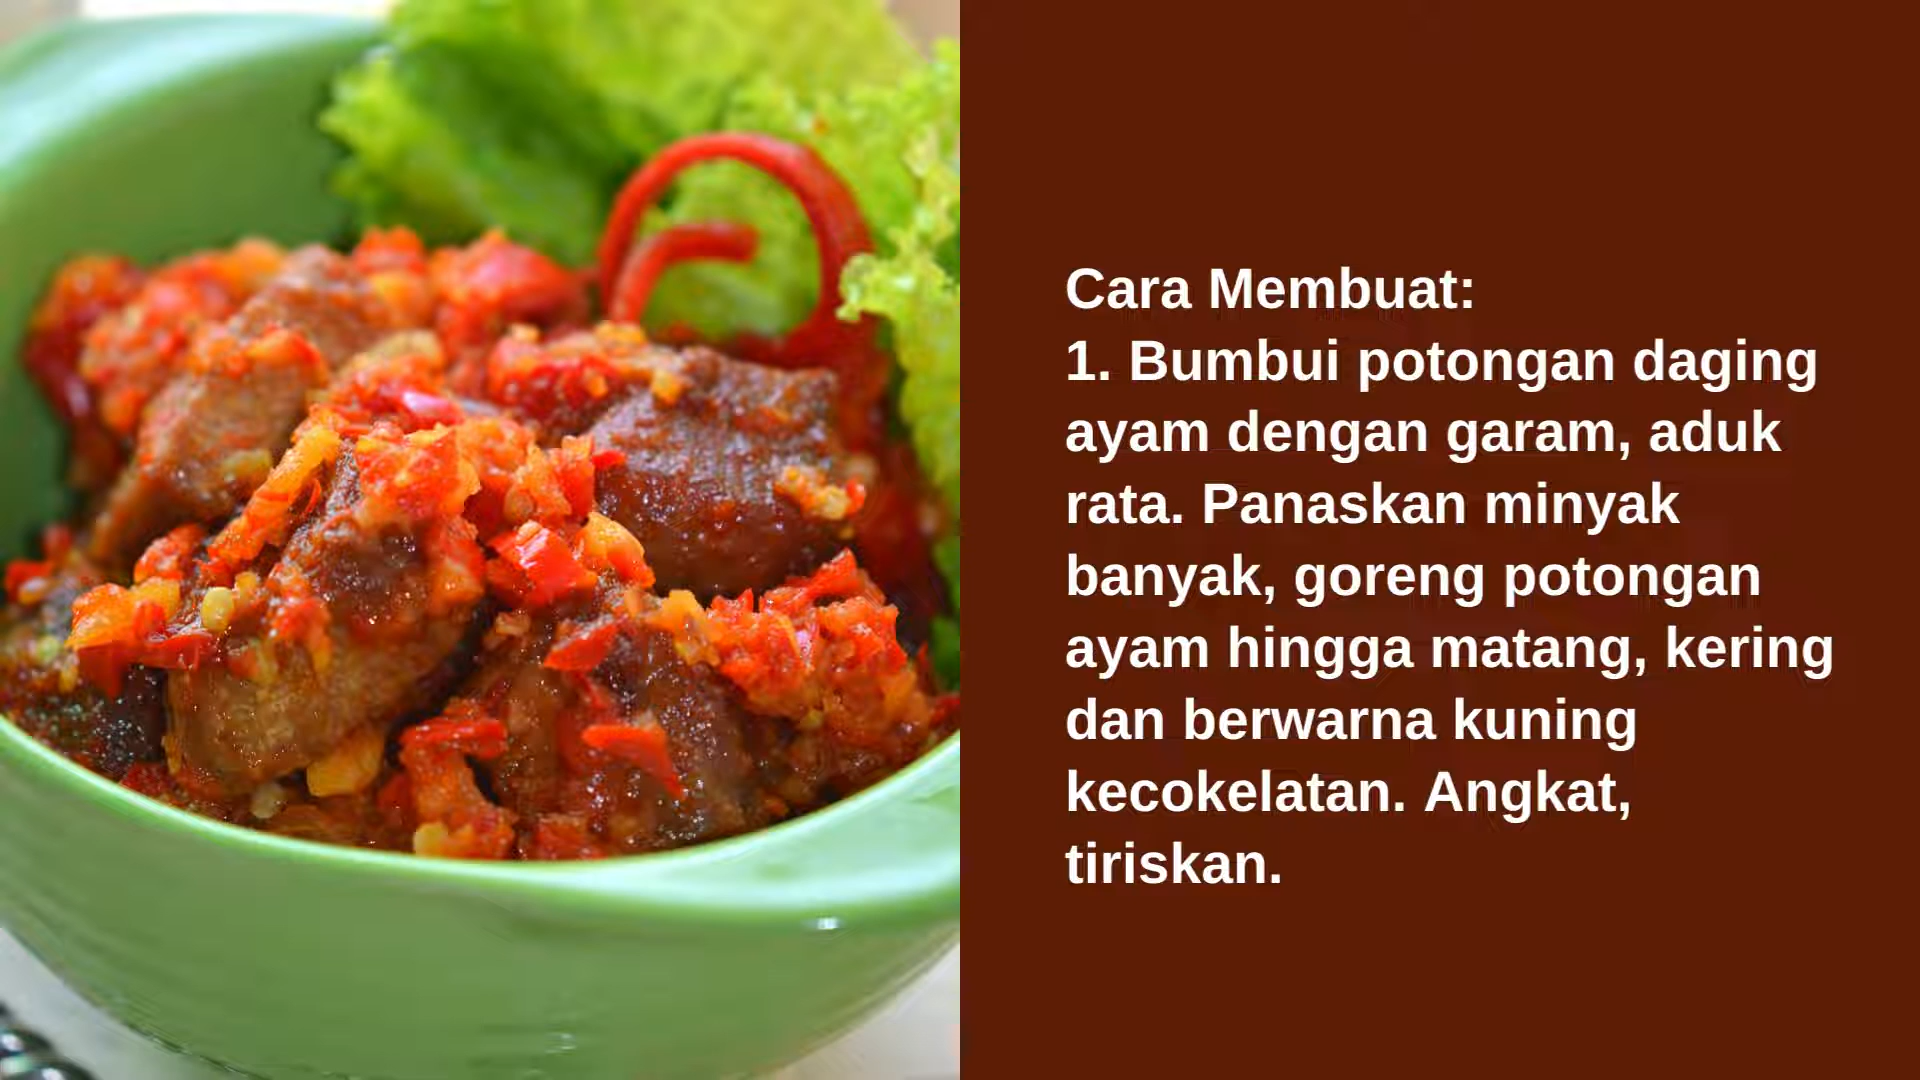 Cara Membuat:
1. Bumbui potongan daging
ayam dengan garam, aduk
rata. Panaskan minyak
banyak, goreng potongan
ayam hingga matang, kering
dan berwarna kuning
kecokelatan. Angkat,
tiriskan.